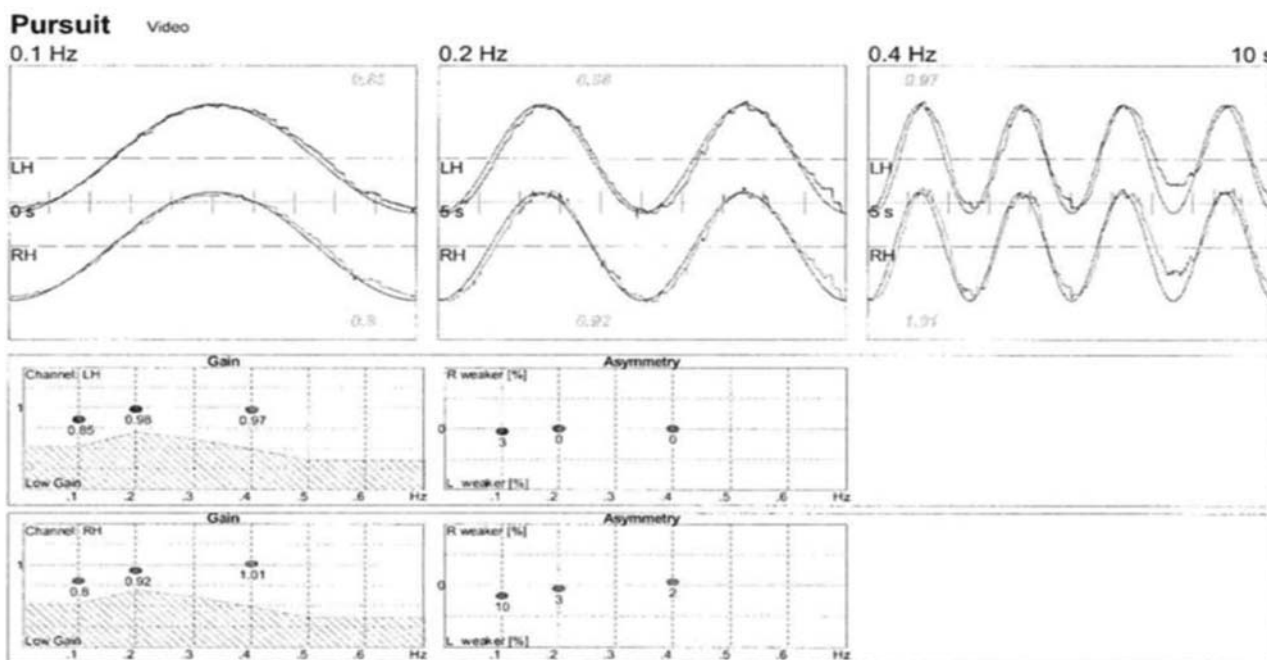 Pursuit Video
0.1 Hz 0.2 Hz 0.4 Hz 10 s
0.97
LH LH LH
0 s 5 s 5 s
RH RH RH
0.8 0.92 1.01
Gain Asymmetry
Channel: LH R weaker [%]
1 0.85 0.98 0.97 0 3 0 0
Low Gain L weaker [%]
.1 .2 .3 .4 .5 .6 Hz .1 .2 .3 .4 .5 .6 Hz
Gain Asymmetry
Channel: RH R weaker [%]
1 0.8 0.92 1.01 0 10 3 2
Low Gain L weaker [%]
.1 .2 .3 .4 .5 .6 Hz .1 .2 .3 .4 .5 .6 Hz